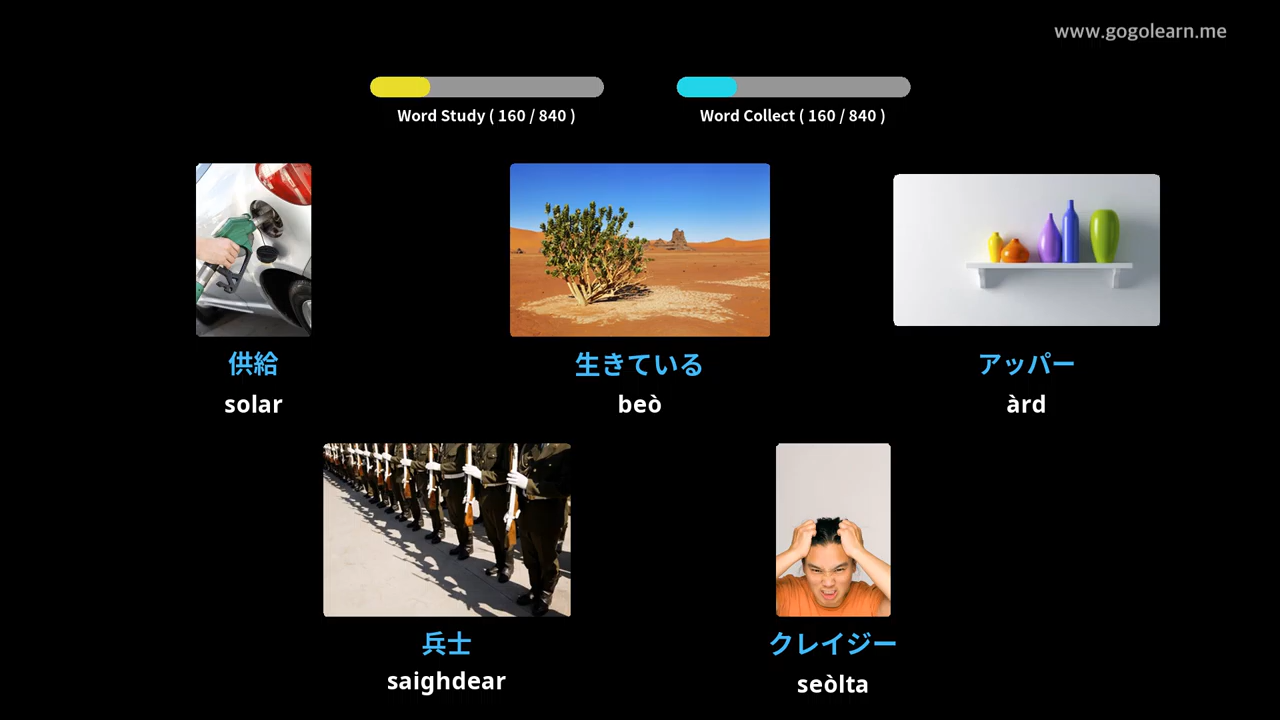 www.gogolearn.me
Word Study ( 160 / 840 )
Word Collect ( 160 / 840 )
供給
solar
生きている
beò
アッパー
àrd
兵士
saighdear
クレイジー
seòlta